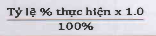 Tỷ lệ % thực hiện x 1.0
100%